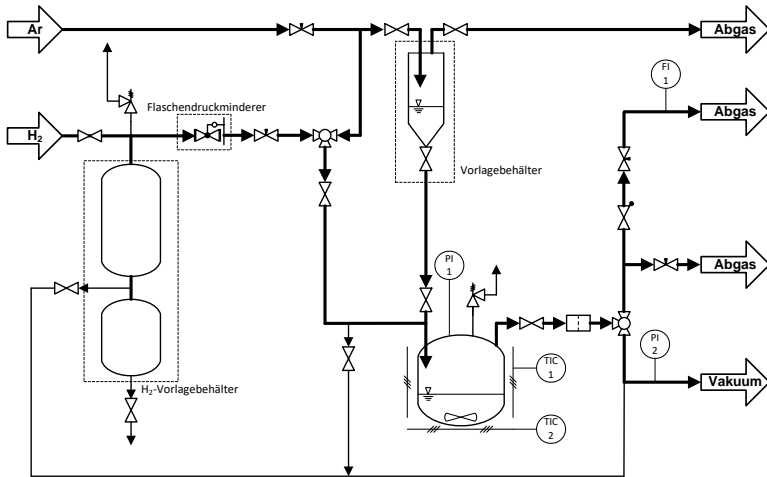 Ar
Abgas
FI
1
Abgas
Flaschendruckminderer
H₂
Vorlagebehälter
PI
1
Abgas
PI
2
TIC
1
Vakuum
H₂-Vorlagebehälter
TIC
2